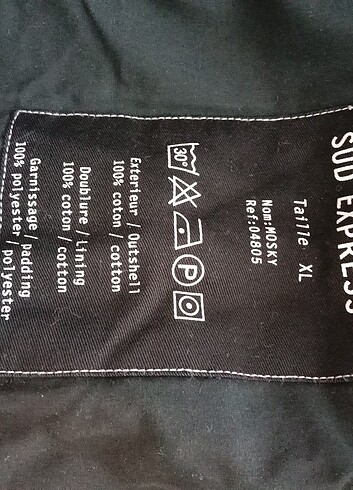 SUD EXPRESS
Taille XL
Nom:MOSKY
Ref:04805
30°
P
Exterieur / Outshell
100% coton / cotton
Doublure / Lining
100% coton / cotton
Garnissage / padding
100% polyester / polyester